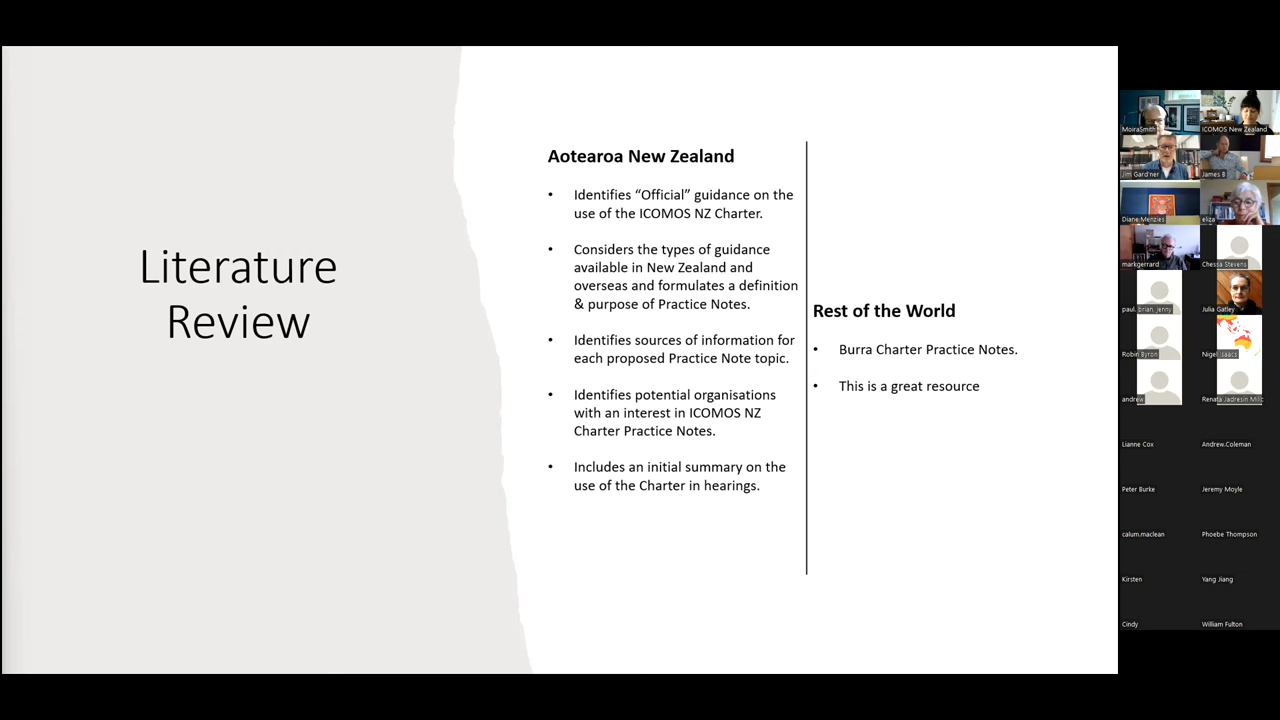 Literature
Review
Aotearoa New Zealand
• Identifies “Official” guidance on the
use of the ICOMOS NZ Charter.
• Considers the types of guidance
available in New Zealand and
overseas and formulates a definition
& purpose of Practice Notes.
• Identifies sources of information for
each proposed Practice Note topic.
• Identifies potential organisations
with an interest in ICOMOS NZ
Charter Practice Notes.
• Includes an initial summary on the
use of the Charter in hearings.
Rest of the World
• Burra Charter Practice Notes.
• This is a great resource
MoiraSmith
ICOMOS New Zealand
Jim Gard'ner
James B
Diane Menzies
eliza
markgerrard
Chessa Stevens
paul, brian, jenny
Julia Gatley
Robin Byron
Nigel Isaacs
andrew
Renata Jadresin Milic
Lianne Cox
Andrew.Coleman
Peter Burke
Jeremy Moyle
calum.maclean
Phoebe Thompson
Kirsten
Yang Jiang
Cindy
William Fulton